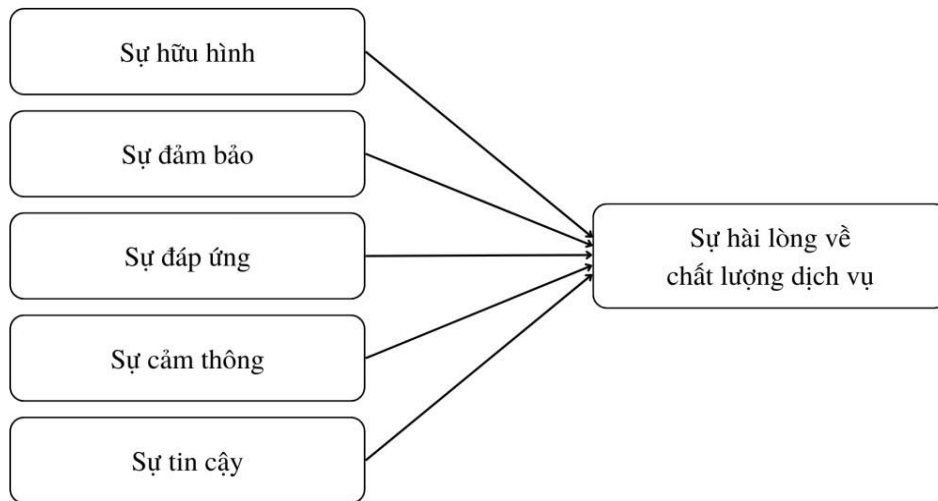 Sự hữu hình
Sự đảm bảo
Sự đáp ứng
Sự cảm thông
Sự tin cậy
Sự hài lòng về
chất lượng dịch vụ